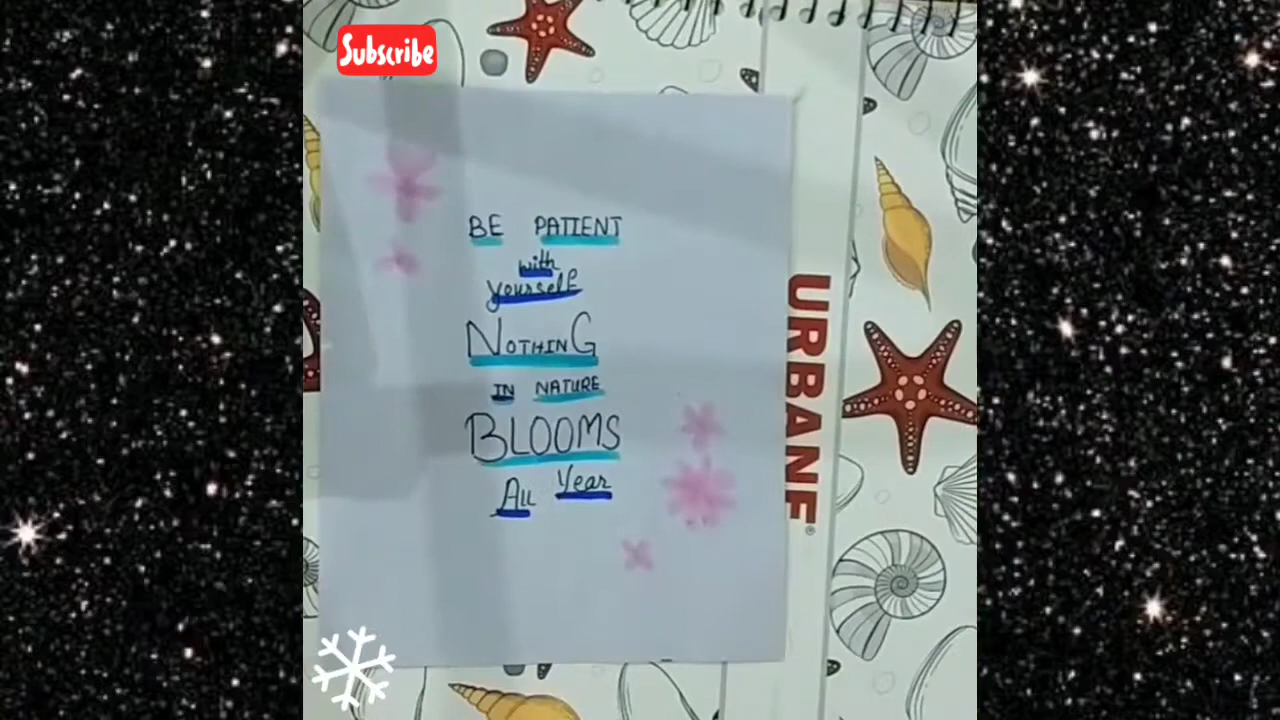 Subscribe
BE PATIENT
with
yourself
NOTHING
IN NATURE
BLOOMS
All Year
URBANE®